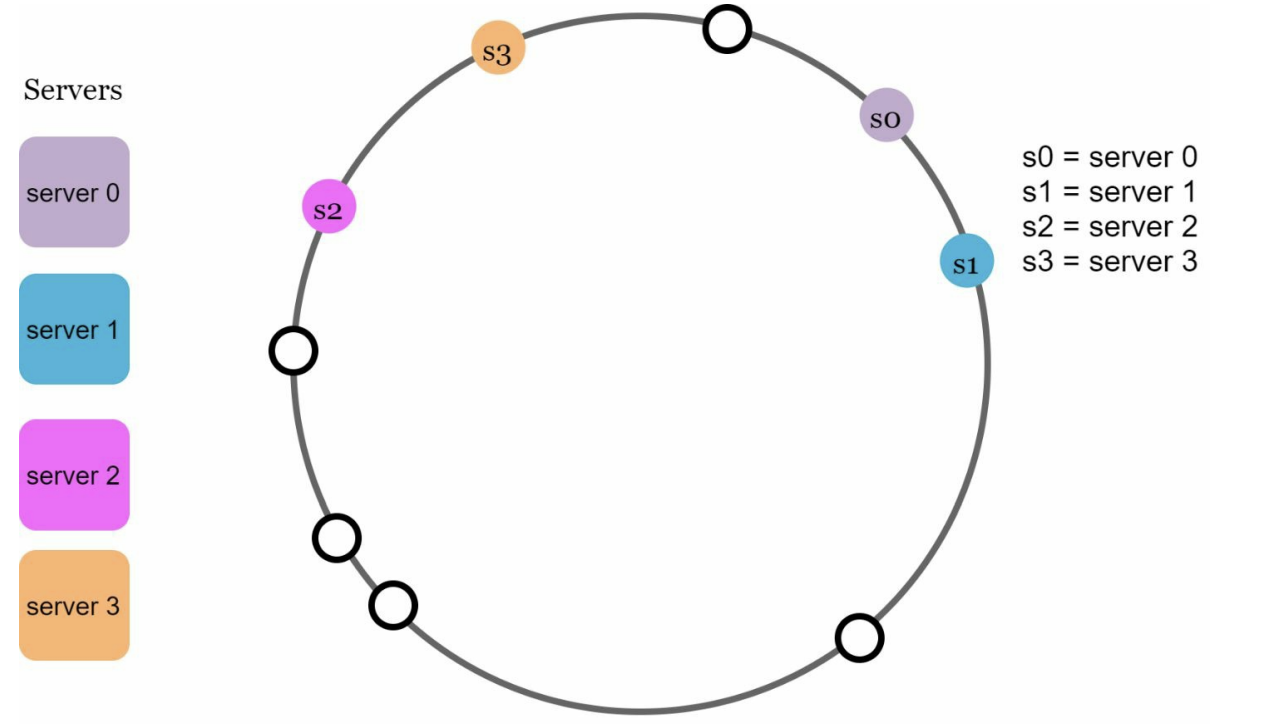 Servers
server 0
server 1
server 2
server 3
s3
s0
s2
s1
s0 = server 0
s1 = server 1
s2 = server 2
s3 = server 3